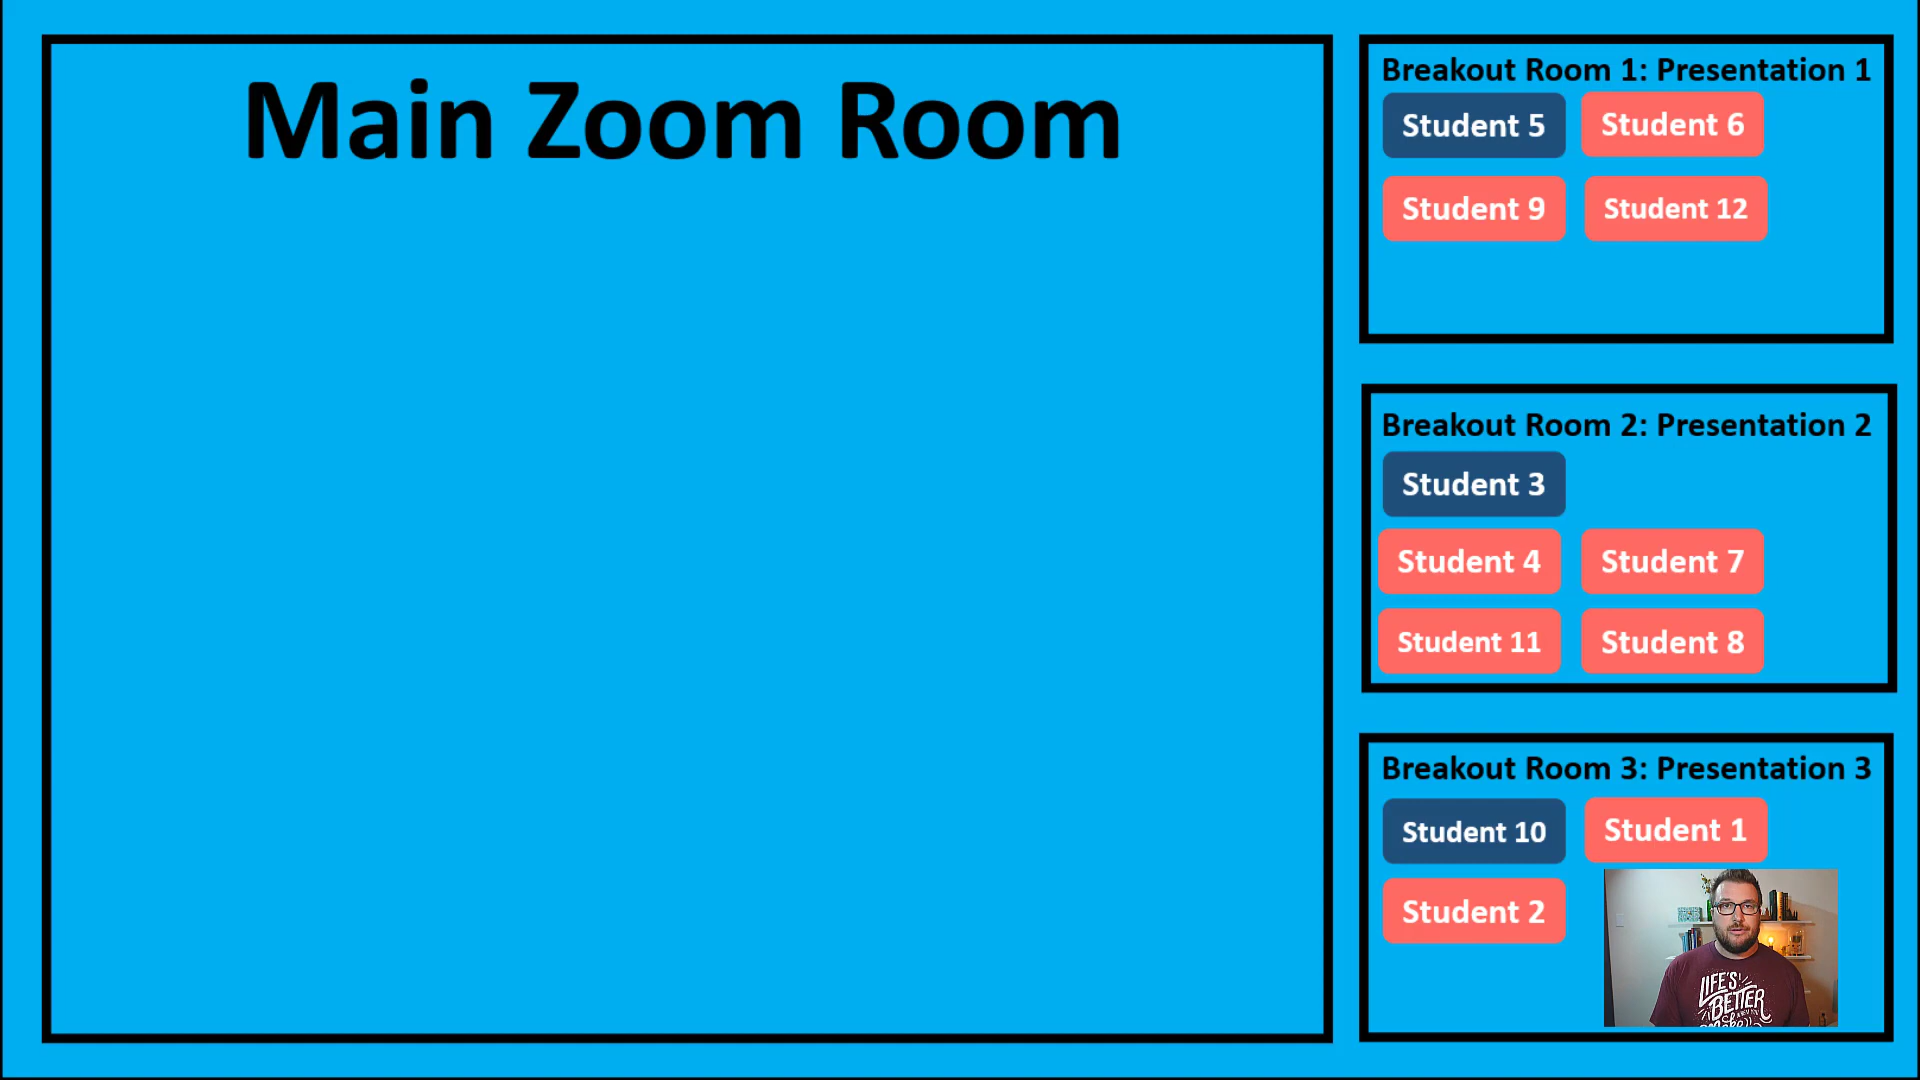 Main Zoom Room
Breakout Room 1: Presentation 1
Student 5 Student 6
Student 9 Student 12
Breakout Room 2: Presentation 2
Student 3
Student 4 Student 7
Student 11 Student 8
Breakout Room 3: Presentation 3
Student 10 Student 1
Student 2
LIFE'S
BETTER